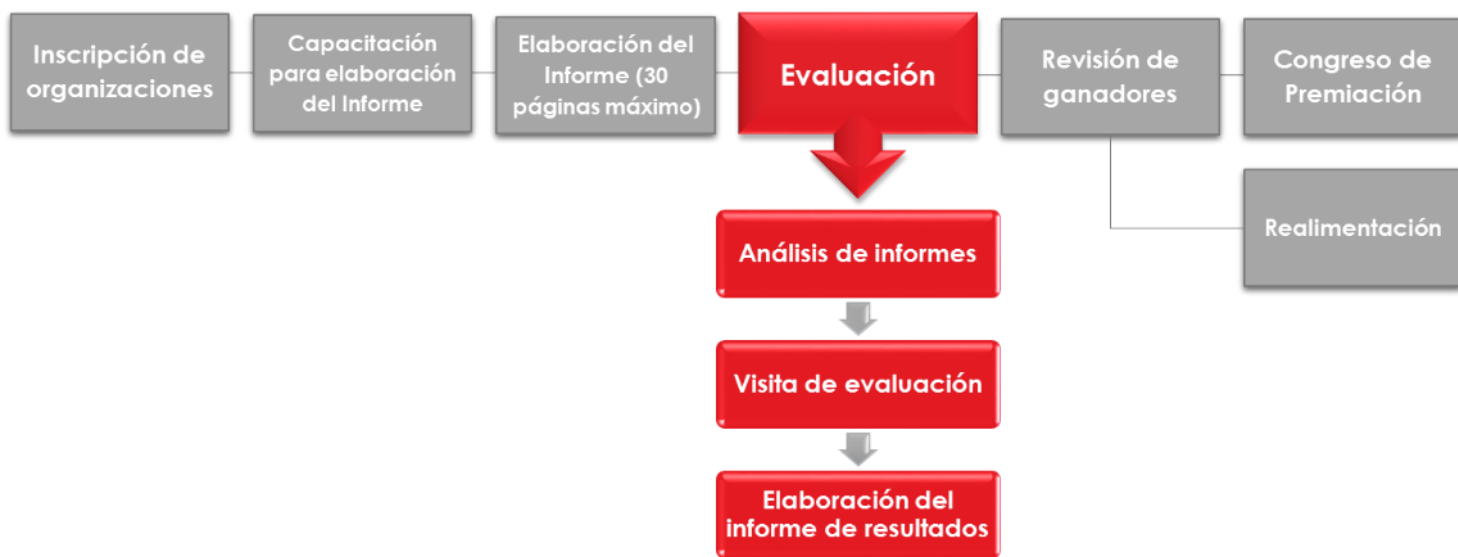 Inscripción de
organizaciones
Capacitación
para elaboración
del Informe
Elaboración del
Informe (30
páginas máximo)
Evaluación
Revisión de
ganadores
Congreso de
Premiación
Realimentación
Análisis de informes
Visita de evaluación
Elaboración del
informe de resultados